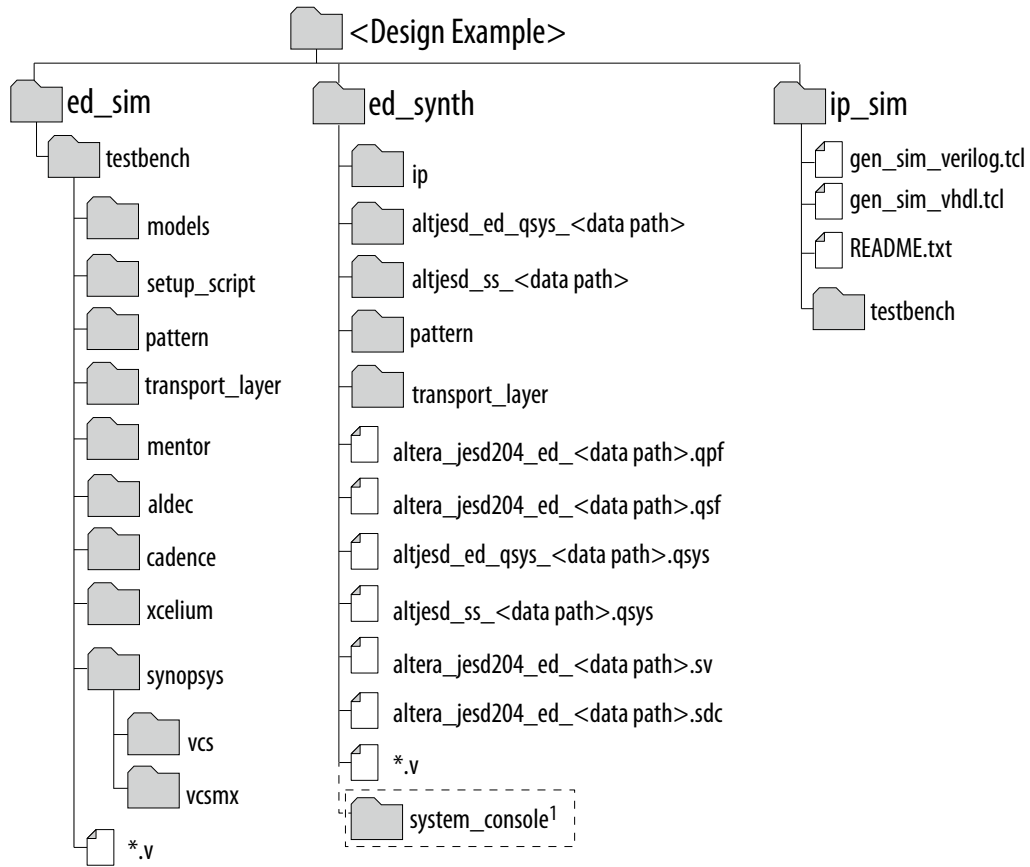 <Design Example>
ed_sim
testbench
models
setup_script
pattern
transport_layer
mentor
aldec
cadence
xcelium
synopsys
vcs
vcsmx
*.v
ed_synth
ip
altjesd_ed_qsys_<data path>
altjesd_ss_<data path>
pattern
transport_layer
altera_jesd204_ed_<data path>.qpf
altera_jesd204_ed_<data path>.qsf
altjesd_ed_qsys_<data path>.qsys
altjesd_ss_<data path>.qsys
altera_jesd204_ed_<data path>.sv
altera_jesd204_ed_<data path>.sdc
*.v
system_console¹
ip_sim
gen_sim_verilog.tcl
gen_sim_vhdl.tcl
README.txt
testbench